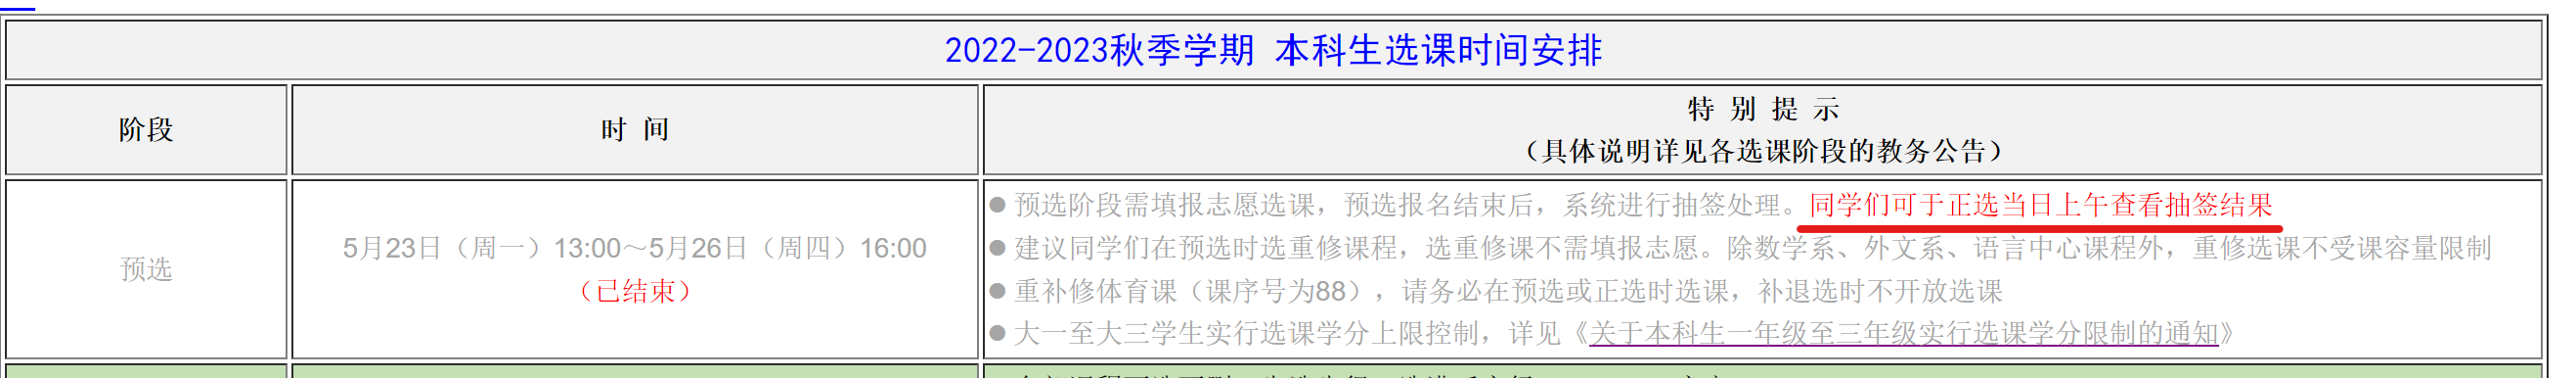 2022-2023秋季学期 本科生选课时间安排
阶段
时 间
特 别 提 示
（具体说明详见各选课阶段的教务公告）
预选
5月23日（周一）13:00～5月26日（周四）16:00
（已结束）
● 预选阶段需填报志愿选课，预选报名结束后，系统进行抽签处理。同学们可于正选当日上午查看抽签结果
● 建议同学们在预选时选重修课程，选重修课不需填报志愿。除数学系、外文系、语言中心课程外，重修选课不受课容量限制
● 重补修体育课（课序号为88），请务必在预选或正选时选课，补退选时不开放选课
● 大一至大三学生实行选课学分上限控制，详见《关于本科生一年级至三年级实行选课学分限制的通知》